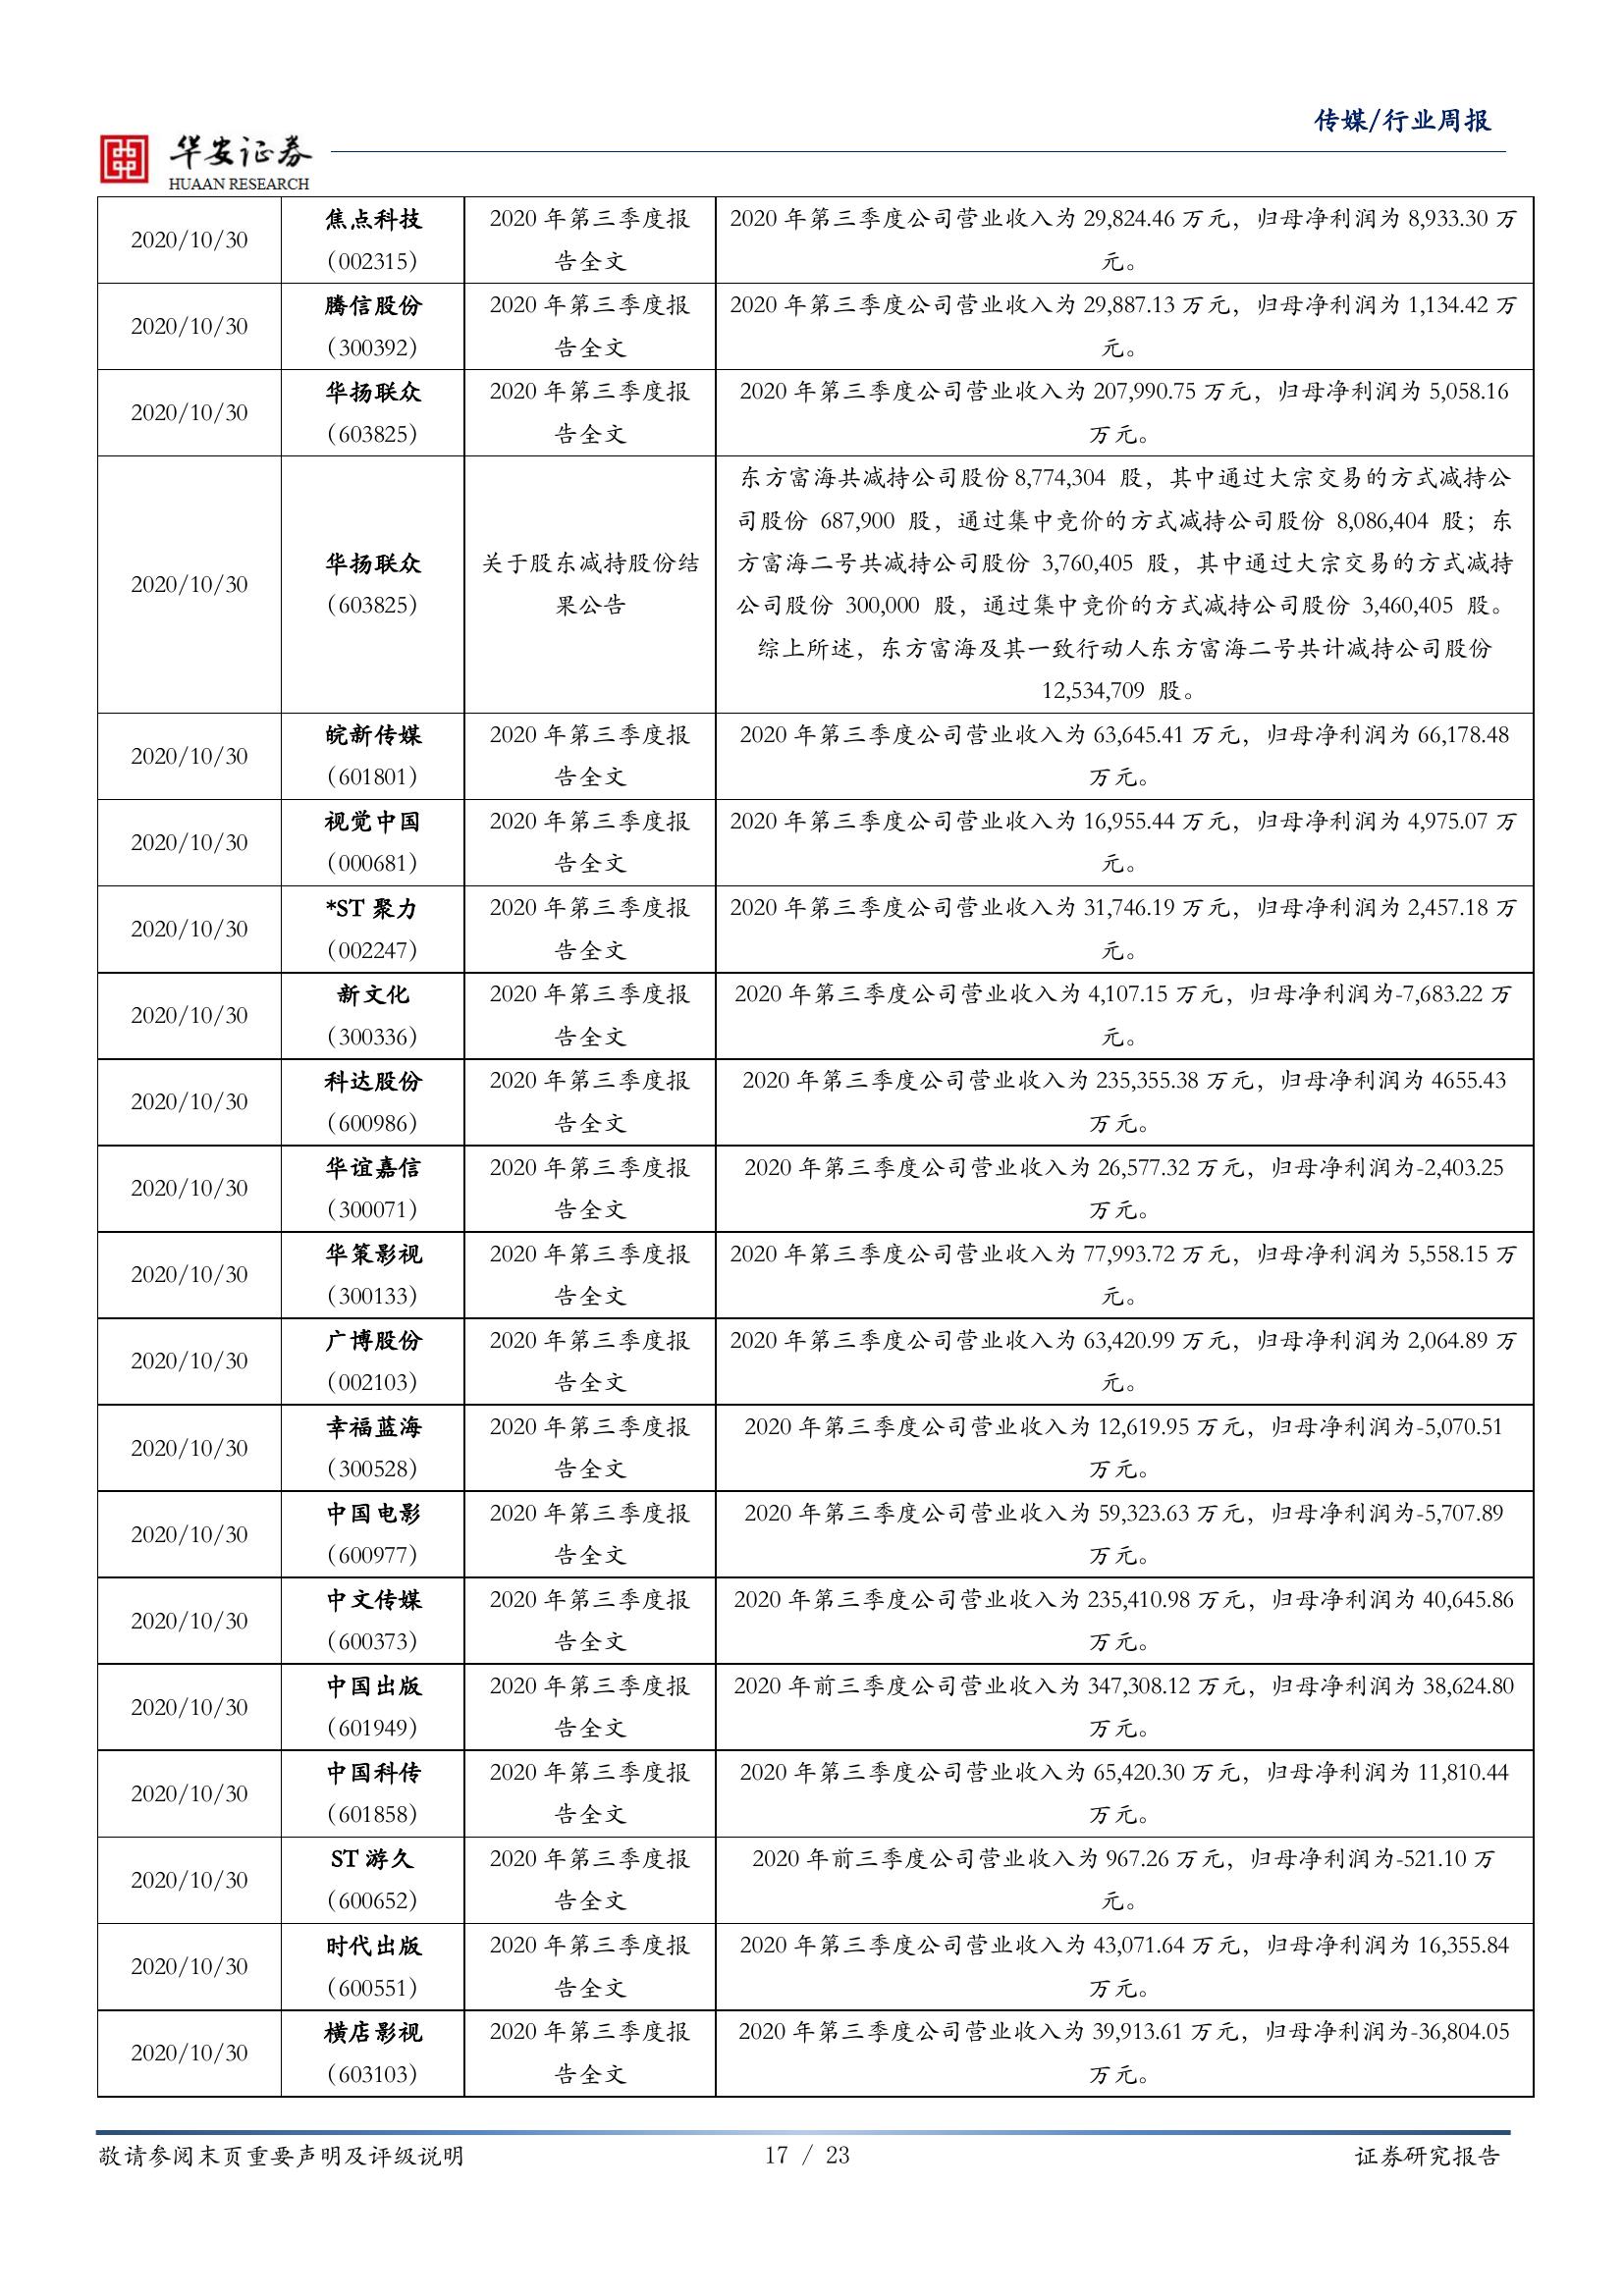 传媒/行业周报
华安证券
HUAAN RESEARCH
2020/10/30
焦点科技
（002315）
2020 年第三季度报
告全文
2020 年第三季度公司营业收入为 29,824.46 万元，归母净利润为 8,933.30 万
元。
2020/10/30
腾信股份
（300392）
2020 年第三季度报
告全文
2020 年第三季度公司营业收入为 29,887.13 万元，归母净利润为 1,134.42 万
元。
2020/10/30
华扬联众
（603825）
2020 年第三季度报
告全文
2020 年第三季度公司营业收入为 207,990.75 万元，归母净利润为 5,058.16
万元。
2020/10/30
华扬联众
（603825）
关于股东减持股份结
果公告
东方富海共减持公司股份 8,774,304 股，其中通过大宗交易的方式减持公
司股份 687,900 股，通过集中竞价的方式减持公司股份 8,086,404 股；东
方富海二号共减持公司股份 3,760,405 股，其中通过大宗交易的方式减持
公司股份 300,000 股，通过集中竞价的方式减持公司股份 3,460,405 股。
综上所述，东方富海及其一致行动人东方富海二号共计减持公司股份
12,534,709 股。
2020/10/30
皖新传媒
（601801）
2020 年第三季度报
告全文
2020 年第三季度公司营业收入为 63,645.41 万元，归母净利润为 66,178.48
万元。
2020/10/30
视觉中国
（000681）
2020 年第三季度报
告全文
2020 年第三季度公司营业收入为 16,955.44 万元，归母净利润为 4,975.07 万
元。
2020/10/30
*ST 聚力
（002247）
2020 年第三季度报
告全文
2020 年第三季度公司营业收入为 31,746.19 万元，归母净利润为 2,457.18 万
元。
2020/10/30
新文化
（300336）
2020 年第三季度报
告全文
2020 年第三季度公司营业收入为 4,107.15 万元，归母净利润为-7,683.22 万
元。
2020/10/30
科达股份
（600986）
2020 年第三季度报
告全文
2020 年第三季度公司营业收入为 235,355.38 万元，归母净利润为 4655.43
万元。
2020/10/30
华谊嘉信
（300071）
2020 年第三季度报
告全文
2020 年第三季度公司营业收入为 26,577.32 万元，归母净利润为-2,403.25
万元。
2020/10/30
华策影视
（300133）
2020 年第三季度报
告全文
2020 年第三季度公司营业收入为 77,993.72 万元，归母净利润为 5,558.15 万
元。
2020/10/30
广博股份
（002103）
2020 年第三季度报
告全文
2020 年第三季度公司营业收入为 63,420.99 万元，归母净利润为 2,064.89 万
元。
2020/10/30
幸福蓝海
（300528）
2020 年第三季度报
告全文
2020 年第三季度公司营业收入为 12,619.95 万元，归母净利润为-5,070.51
万元。
2020/10/30
中国电影
（600977）
2020 年第三季度报
告全文
2020 年第三季度公司营业收入为 59,323.63 万元，归母净利润为-5,707.89
万元。
2020/10/30
中文传媒
（600373）
2020 年第三季度报
告全文
2020 年第三季度公司营业收入为 235,410.98 万元，归母净利润为 40,645.86
万元。
2020/10/30
中国出版
（601949）
2020 年第三季度报
告全文
2020 年前三季度公司营业收入为 347,308.12 万元，归母净利润为 38,624.80
万元。
2020/10/30
中国科传
（601858）
2020 年第三季度报
告全文
2020 年第三季度公司营业收入为 65,420.30 万元，归母净利润为 11,810.44
万元。
2020/10/30
ST 游久
（600652）
2020 年第三季度报
告全文
2020 年前三季度公司营业收入为 967.26 万元，归母净利润为-521.10 万
元。
2020/10/30
时代出版
（600551）
2020 年第三季度报
告全文
2020 年第三季度公司营业收入为 43,071.64 万元，归母净利润为 16,355.84
万元。
2020/10/30
横店影视
（603103）
2020 年第三季度报
告全文
2020 年第三季度公司营业收入为 39,913.61 万元，归母净利润为-36,804.05
万元。
敬请参阅末页重要声明及评级说明
17 / 23
证券研究报告